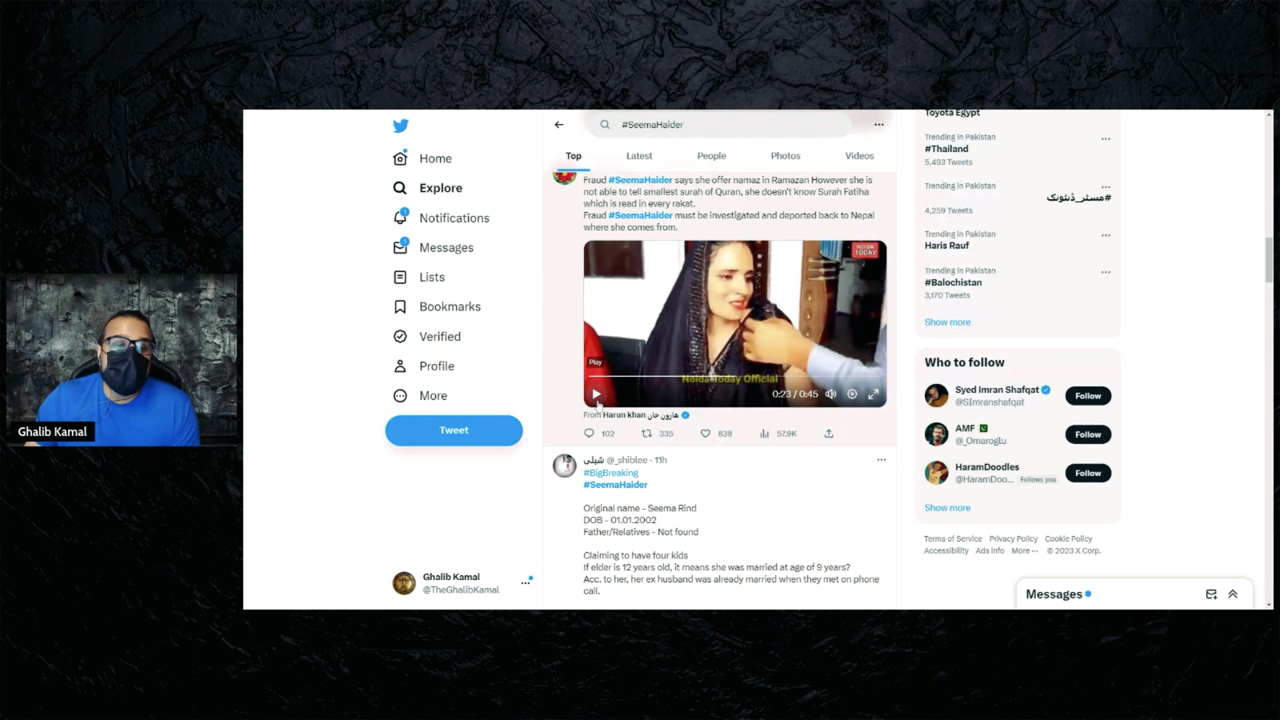 #SeemaHaider
Home
Explore
Notifications
Messages
Lists
Bookmarks
Verified
Profile
More
Tweet
Ghalib Kamal
@TheGhalibKamal
Ghalib Kamal
Top
Latest
People
Photos
Videos
Fraud #SeemaHaider says she offer namaz in Ramazan However she is
not able to tell smallest surah of Quran, she doesn't know Surah Fatiha
which is read in every rakat.
Fraud #SeemaHaider must be investigated and deported back to Nepal
where she comes from.
NOIDA
TODAY
Play
Noida Today Official
0:23 / 0:45
From Harun khan ہارون خان
102
335
838
57.9K
شبلی @_shiblee · 11h
#BigBreaking
#SeemaHaider
Original name - Seema Rind
DOB - 01.01.2002
Father/Relatives - Not found
Claiming to have four kids
If elder is 12 years old, it means she was married at age of 9 years?
Acc. to her, her ex husband was already married when they met on phone
call.
Toyota Egypt
Trending in Pakistan
#Thailand
5,493 Tweets
Trending in Pakistan
#مسٹر_ڈنٹونک
4,259 Tweets
Trending in Pakistan
Haris Rauf
Trending in Pakistan
#Balochistan
3,170 Tweets
Show more
Who to follow
Syed Imran Shafqat
@SImranshafqat
Follow
AMF
@_Omaroglu
Follow
HaramDoodles
@HaramDoo... Follows you
Follow
Show more
Terms of Service Privacy Policy Cookie Policy
Accessibility Ads Info More ··· © 2023 X Corp.
Messages